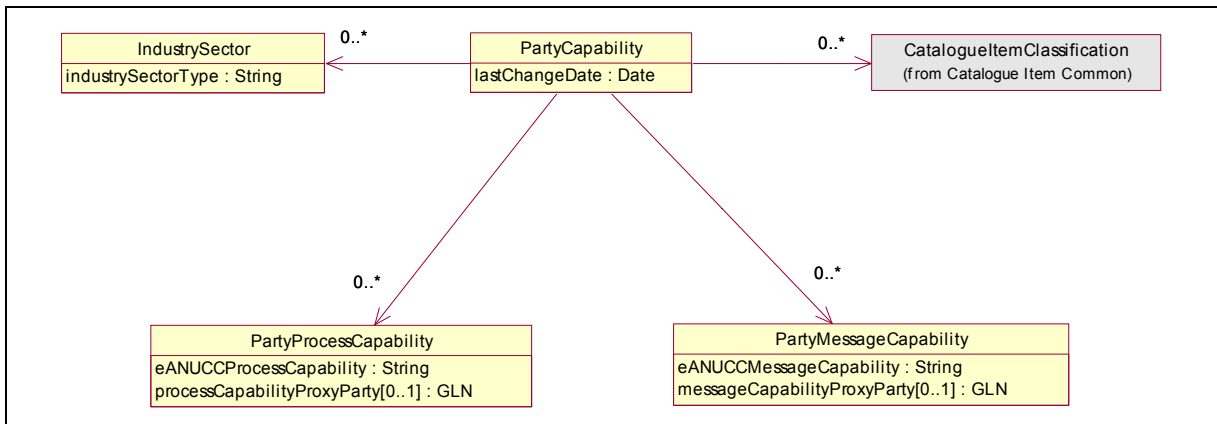 IndustrySector
industrySectorType : String
0..*
PartyCapability
lastChangeDate : Date
0..*
CatalogueItemClassification
(from Catalogue Item Common)
0..*
0..*
PartyProcessCapability
eANUCCProcessCapability : String
processCapabilityProxyParty[0..1] : GLN
PartyMessageCapability
eANUCCMessageCapability : String
messageCapabilityProxyParty[0..1] : GLN